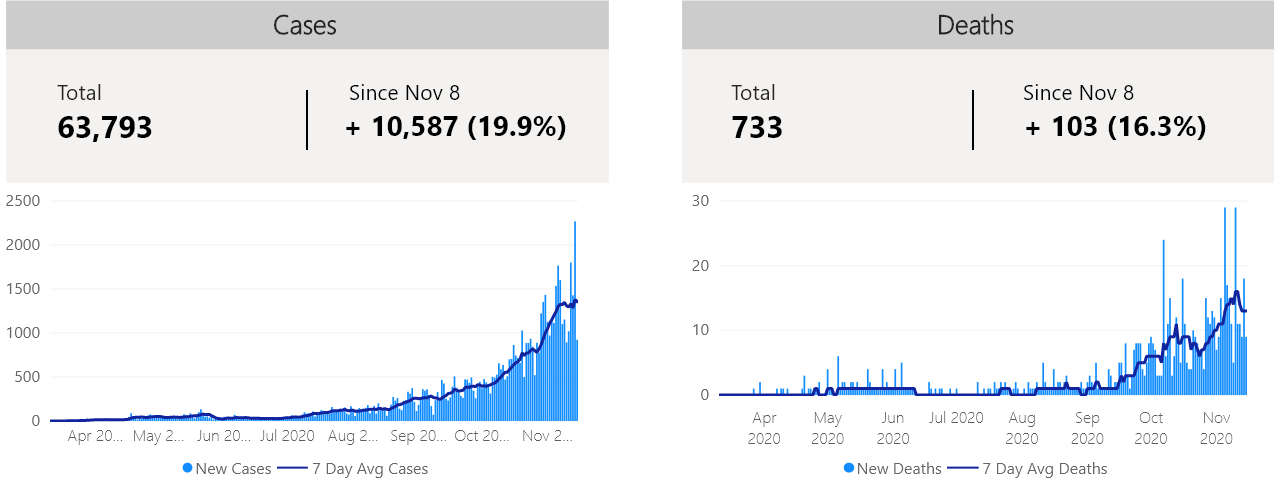 Cases
Total
63,793
Since Nov 8
+ 10,587 (19.9%)
2500
2000
1500
1000
500
0
Apr 20... May 2... Jun 20... Jul 2020 Aug 2... Sep 20... Oct 20... Nov 2...
New Cases 7 Day Avg Cases
Deaths
Total
733
Since Nov 8
+ 103 (16.3%)
30
20
10
0
Apr 2020
May 2020
Jun 2020
Jul 2020
Aug 2020
Sep 2020
Oct 2020
Nov 2020
New Deaths 7 Day Avg Deaths